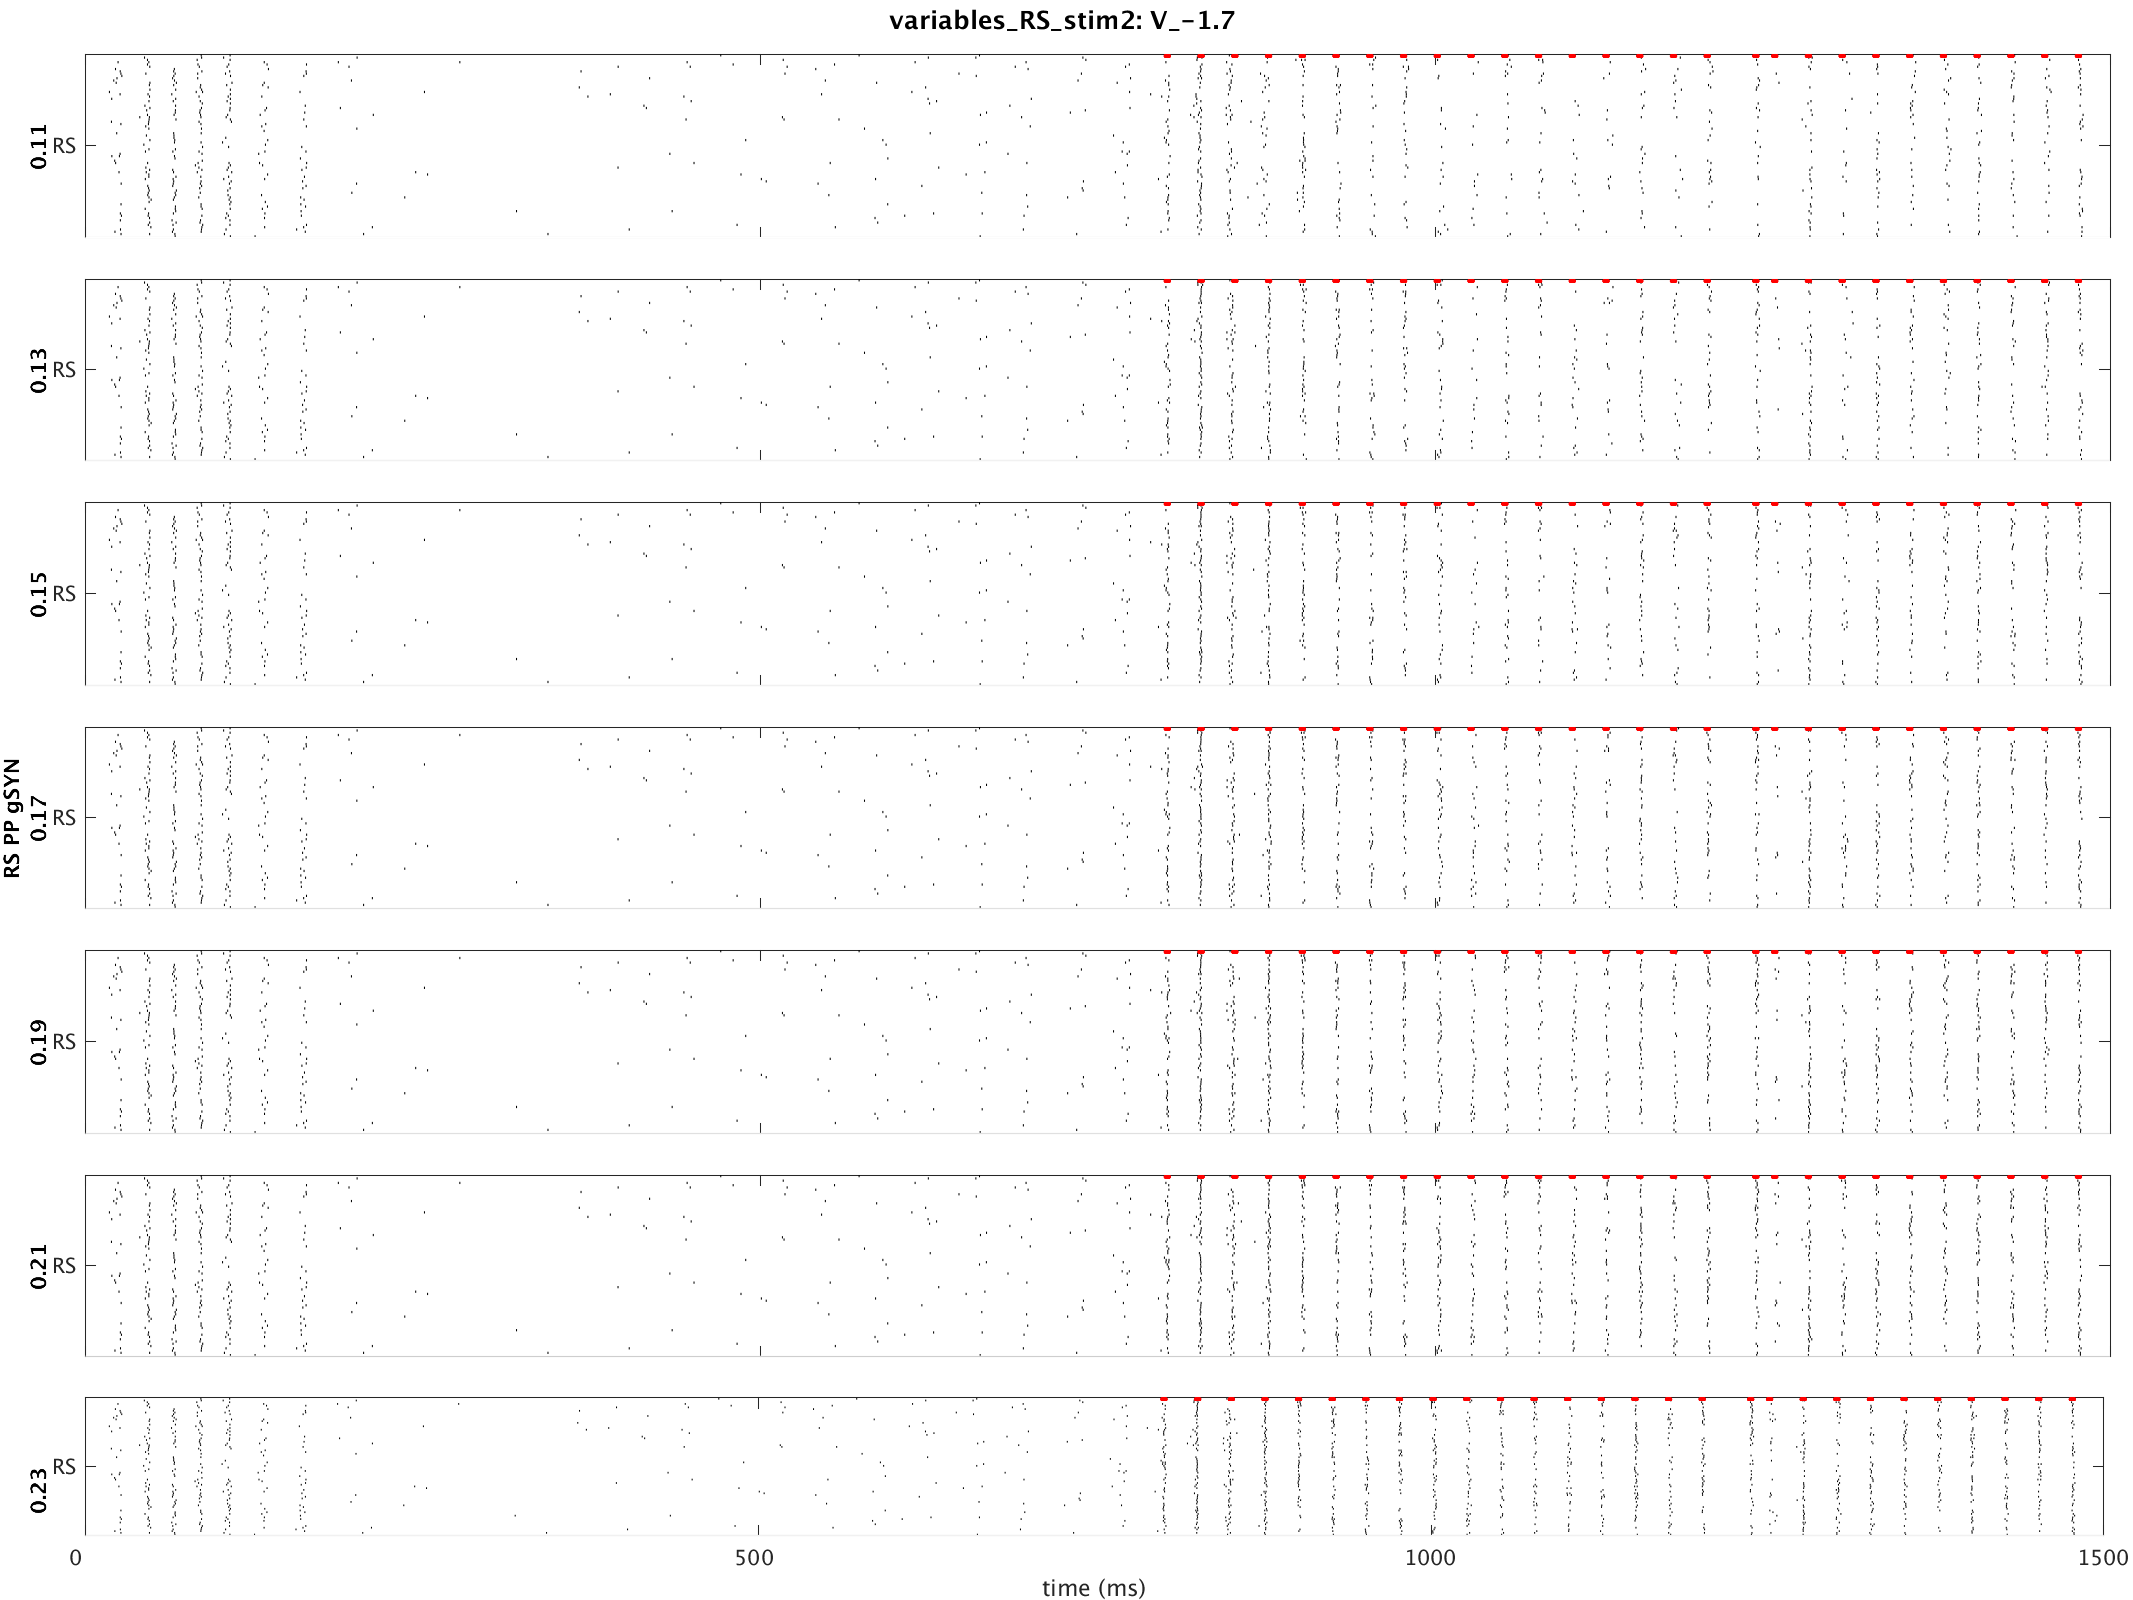 variables_RS_stim2: V_-1.7
RS PP gSYN
0.11
RS
0.13
RS
0.15
RS
0.17
RS
0.19
RS
0.21
RS
0.23
RS
0
500
1000
1500
time (ms)